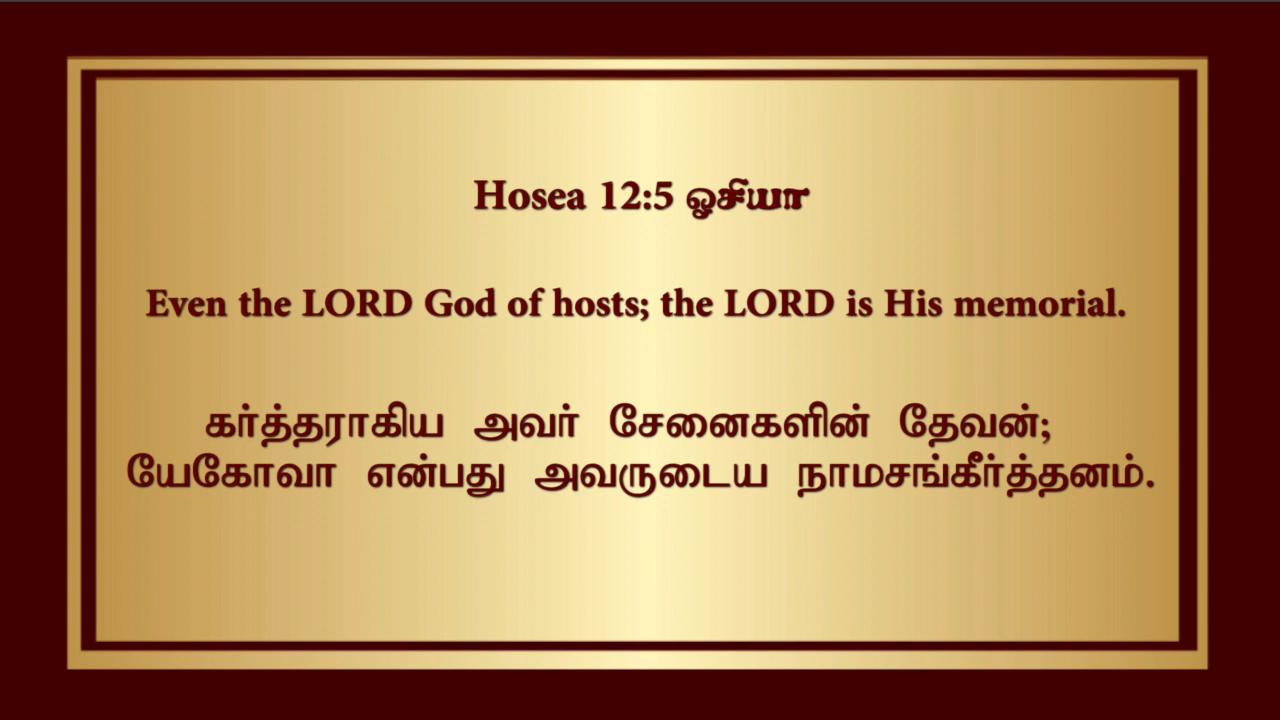 Hosea 12:5 ஓசியா
Even the LORD God of hosts; the LORD is His memorial.
கர்த்தராகிய அவர் சேனைகளின் தேவன்;
யேகோவா என்பது அவருடைய நாமசங்கீர்த்தனம்.